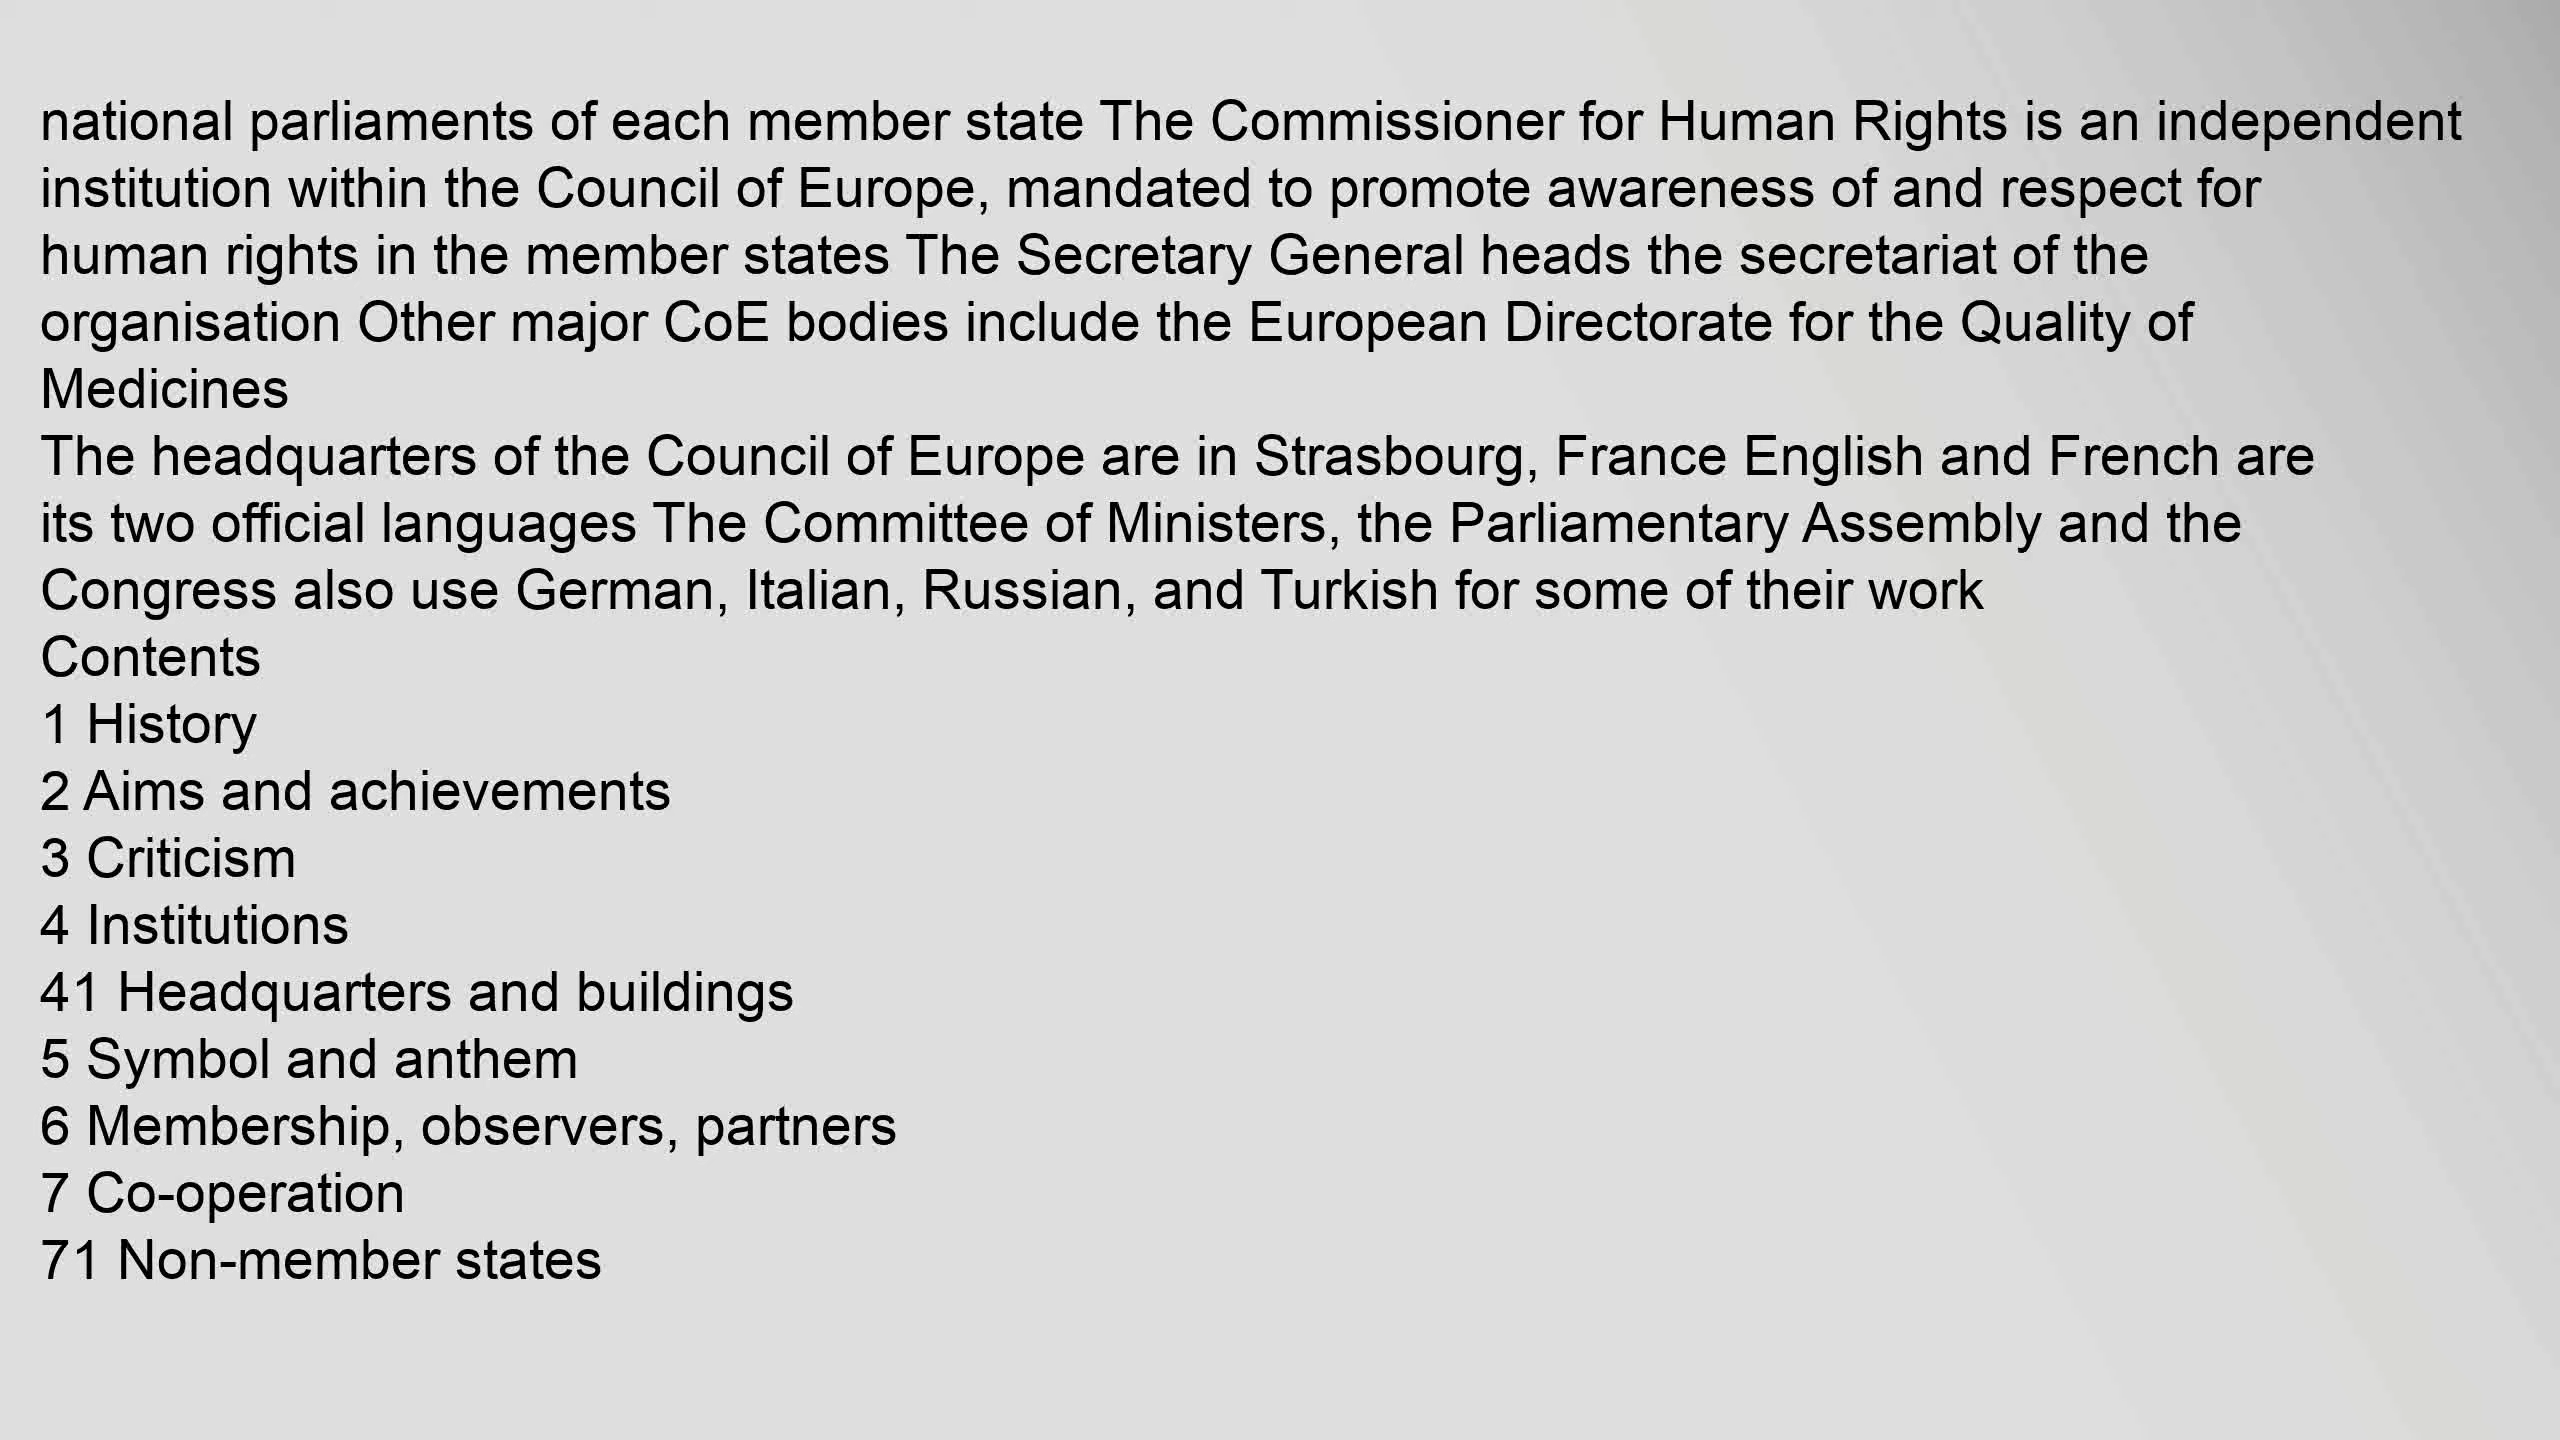 national parliaments of each member state The Commissioner for Human Rights is an independent
institution within the Council of Europe, mandated to promote awareness of and respect for
human rights in the member states The Secretary General heads the secretariat of the
organisation Other major CoE bodies include the European Directorate for the Quality of
Medicines
The headquarters of the Council of Europe are in Strasbourg, France English and French are
its two official languages The Committee of Ministers, the Parliamentary Assembly and the
Congress also use German, Italian, Russian, and Turkish for some of their work
Contents
1 History
2 Aims and achievements
3 Criticism
4 Institutions
41 Headquarters and buildings
5 Symbol and anthem
6 Membership, observers, partners
7 Co-operation
71 Non-member states